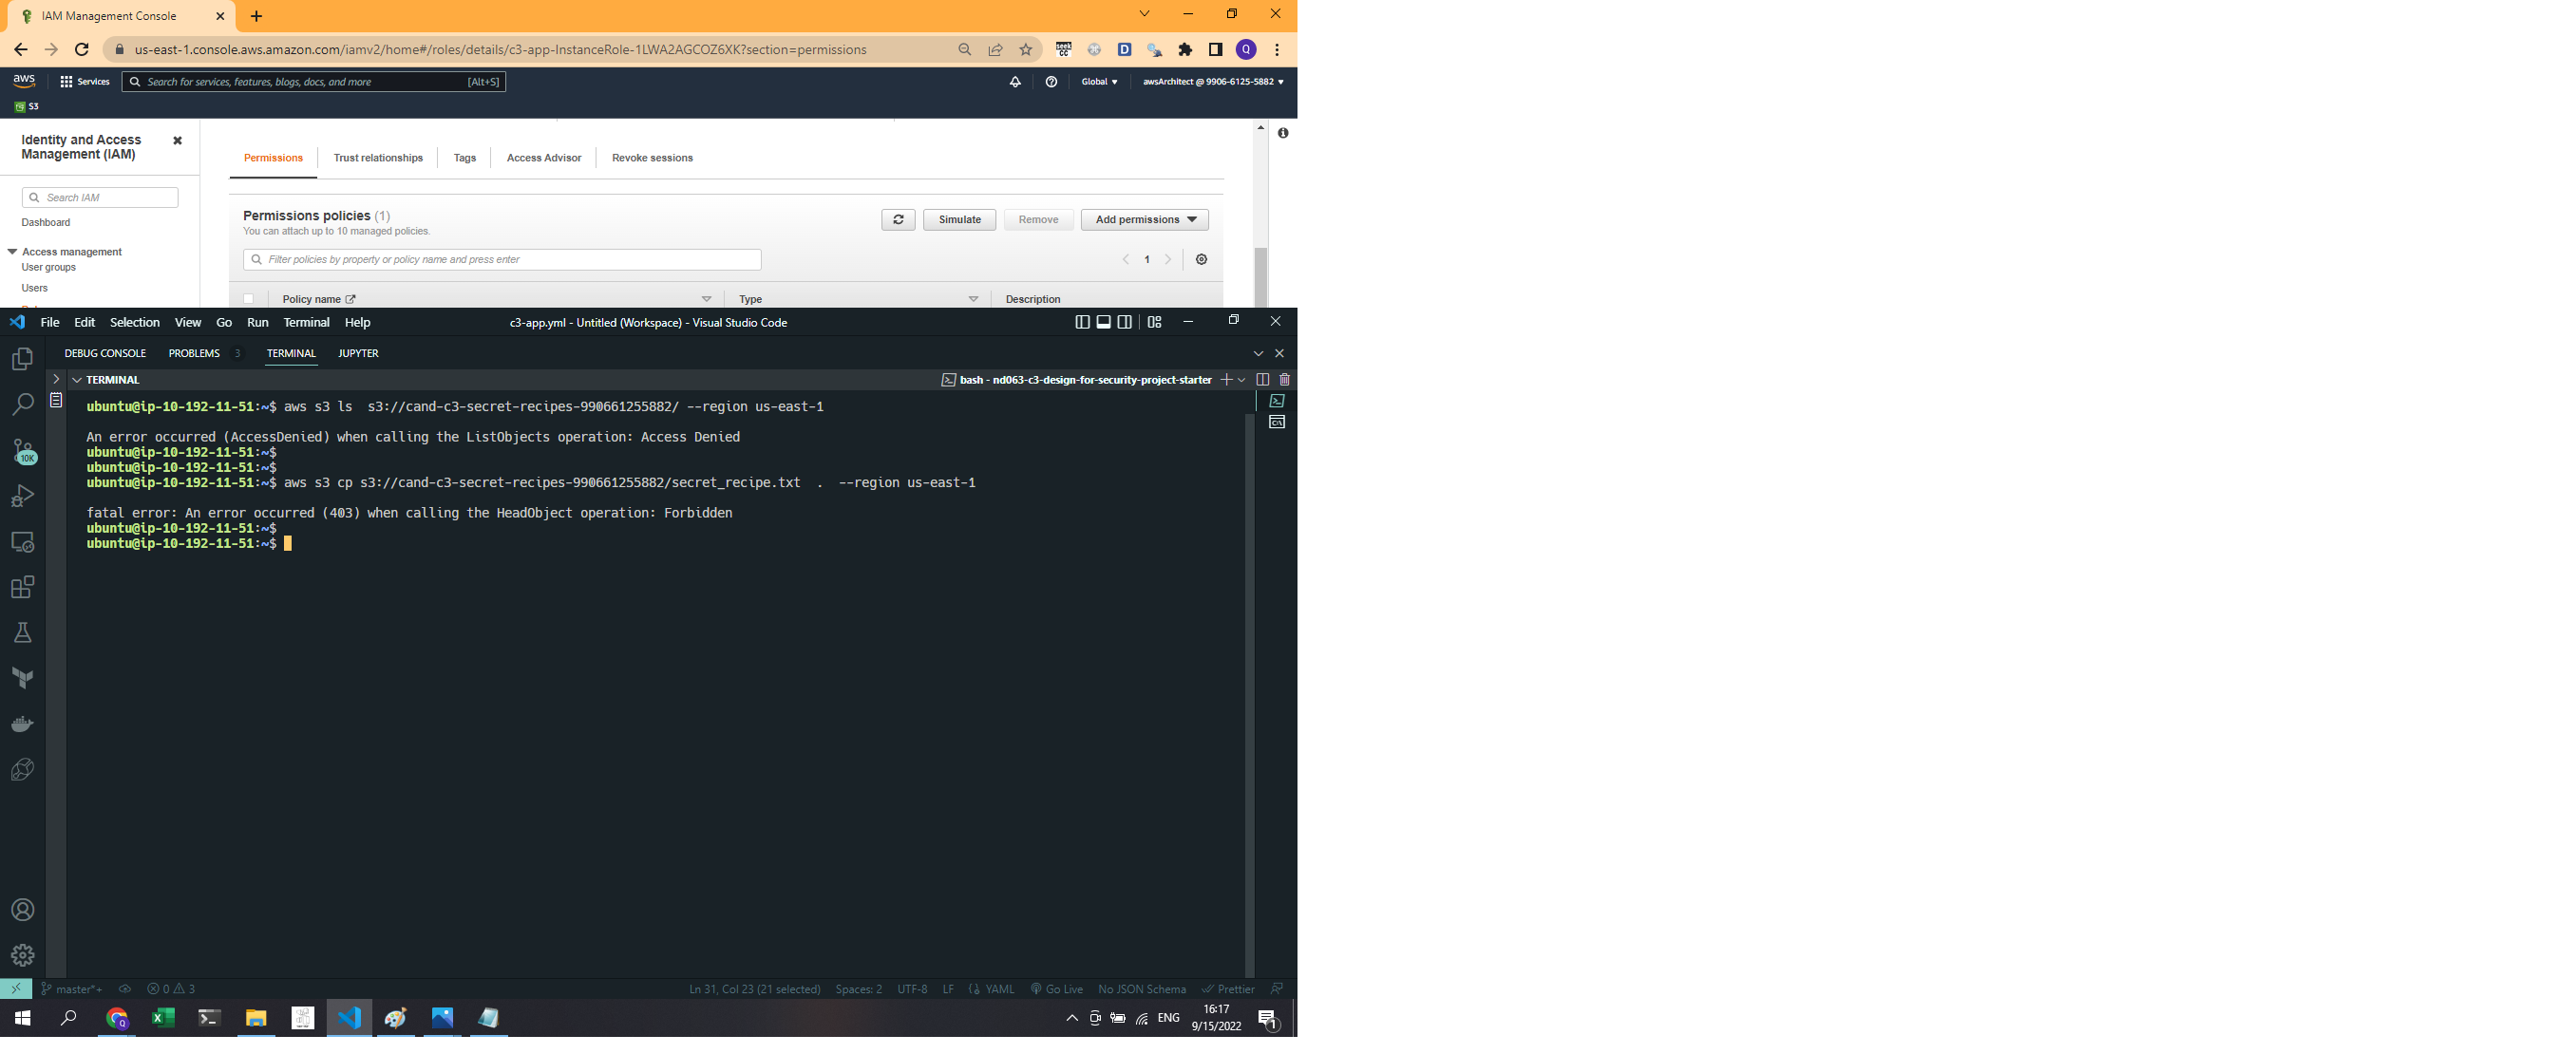 IAM Management Console
us-east-1.console.aws.amazon.com/iamv2/home#/roles/details/c3-app-InstanceRole-1LWA2AGCOZ6XK?section=permissions
seek CC
D
Q
aws
Services
Search for services, features, blogs, docs, and more
[Alt+S]
Global
awsArchitect @ 9906-6125-5882
S3
Identity and Access
Management (IAM)
Search IAM
Dashboard
Access management
User groups
Users
Permissions
Trust relationships
Tags
Access Advisor
Revoke sessions
Permissions policies (1)
You can attach up to 10 managed policies.
Simulate
Remove
Add permissions
Filter policies by property or policy name and press enter
1
Policy name
Type
Description
File Edit Selection View Go Run Terminal Help
c3-app.yml - Untitled (Workspace) - Visual Studio Code
DEBUG CONSOLE PROBLEMS 3 TERMINAL JUPYTER
TERMINAL
bash - nd063-c3-design-for-security-project-starter
10K
ubuntu@ip-10-192-11-51:~$ aws s3 ls  s3://cand-c3-secret-recipes-990661255882/ --region us-east-1
An error occurred (AccessDenied) when calling the ListObjects operation: Access Denied
ubuntu@ip-10-192-11-51:~$
ubuntu@ip-10-192-11-51:~$
ubuntu@ip-10-192-11-51:~$ aws s3 cp s3://cand-c3-secret-recipes-990661255882/secret_recipe.txt  .  --region us-east-1
fatal error: An error occurred (403) when calling the HeadObject operation: Forbidden
ubuntu@ip-10-192-11-51:~$
ubuntu@ip-10-192-11-51:~$
master*+
0
3
Ln 31, Col 23 (21 selected)
Spaces: 2
UTF-8
LF
YAML
Go Live
No JSON Schema
Prettier
ENG
16:17
9/15/2022
1